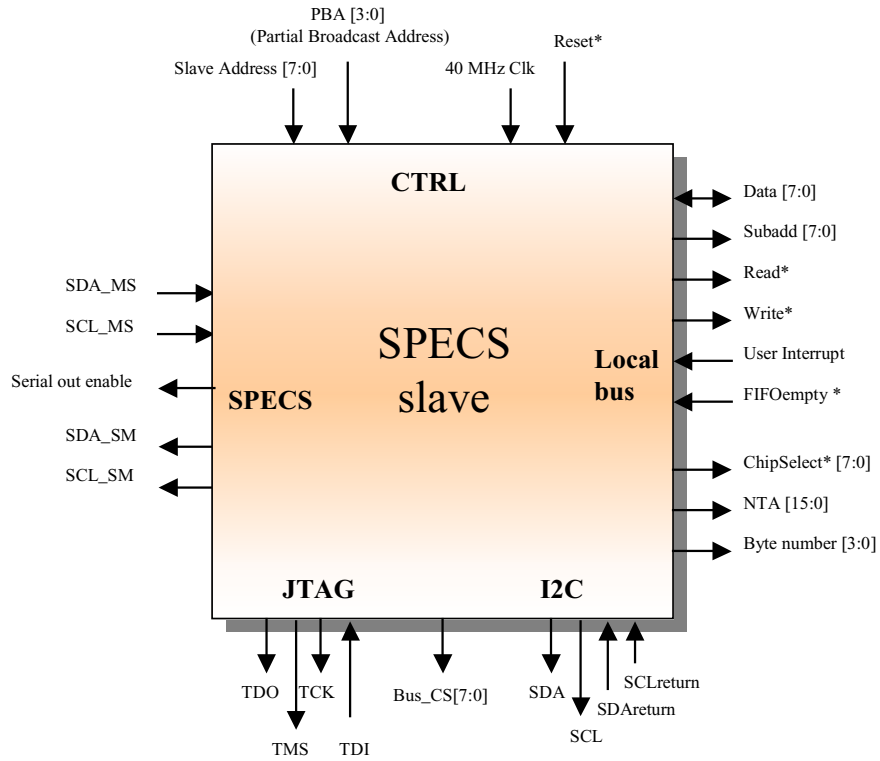 PBA [3:0]
(Partial Broadcast Address)
Reset*
Slave Address [7:0]
40 MHz Clk
CTRL
Data [7:0]
Subadd [7:0]
Read*
Write*
User Interrupt
FIFOempty *
ChipSelect* [7:0]
NTA [15:0]
Byte number [3:0]
SDA_MS
SCL_MS
Serial out enable
SDA_SM
SCL_SM
SPECS
SPECS
slave
Local
bus
JTAG
I2C
TDO
TCK
Bus_CS[7:0]
SDA
SCLreturn
SDAreturn
TMS
TDI
SCL